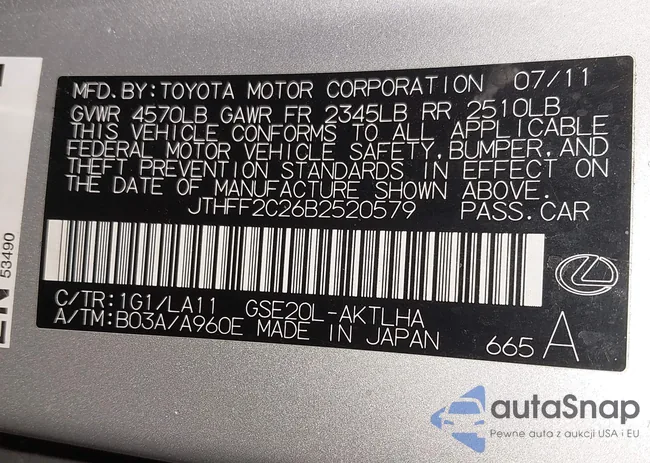 MFD.BY:TOYOTA MOTOR CORPORATION 07/11
GVWR 4570LB GAWR FR 2345LB RR 2510LB
THIS VEHICLE CONFORMS TO ALL APPLICABLE
FEDERAL MOTOR VEHICLE SAFETY,BUMPER,AND
THEFT PREVENTION STANDARDS IN EFFECT ON
THE DATE OF MANUFACTURE SHOWN ABOVE.
JTHFF2C26B2520579 PASS.CAR
C/TR:1G1/LA11 GSE20L-AKTLHA
A/TM:B03A/A960E MADE IN JAPAN 665 A
53490
autaSnap
Pewne auta z aukcji USA i EU